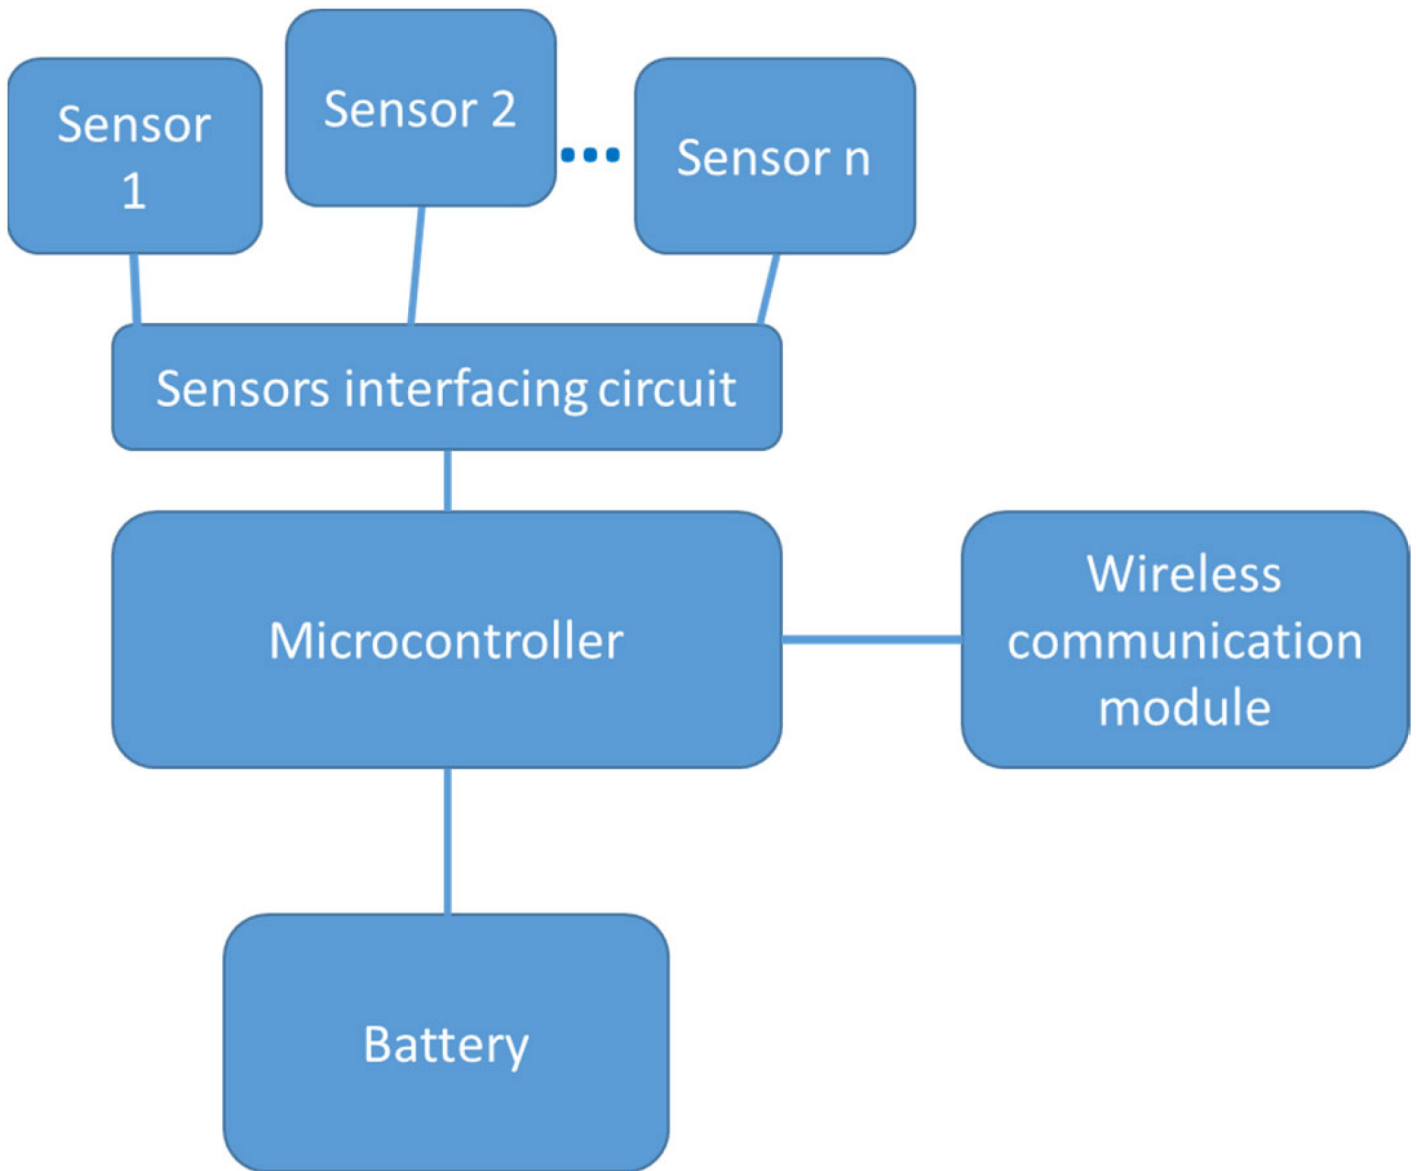 Sensor
1
Sensor 2
Sensor n
Sensors interfacing circuit
Microcontroller
Wireless
communication
module
Battery